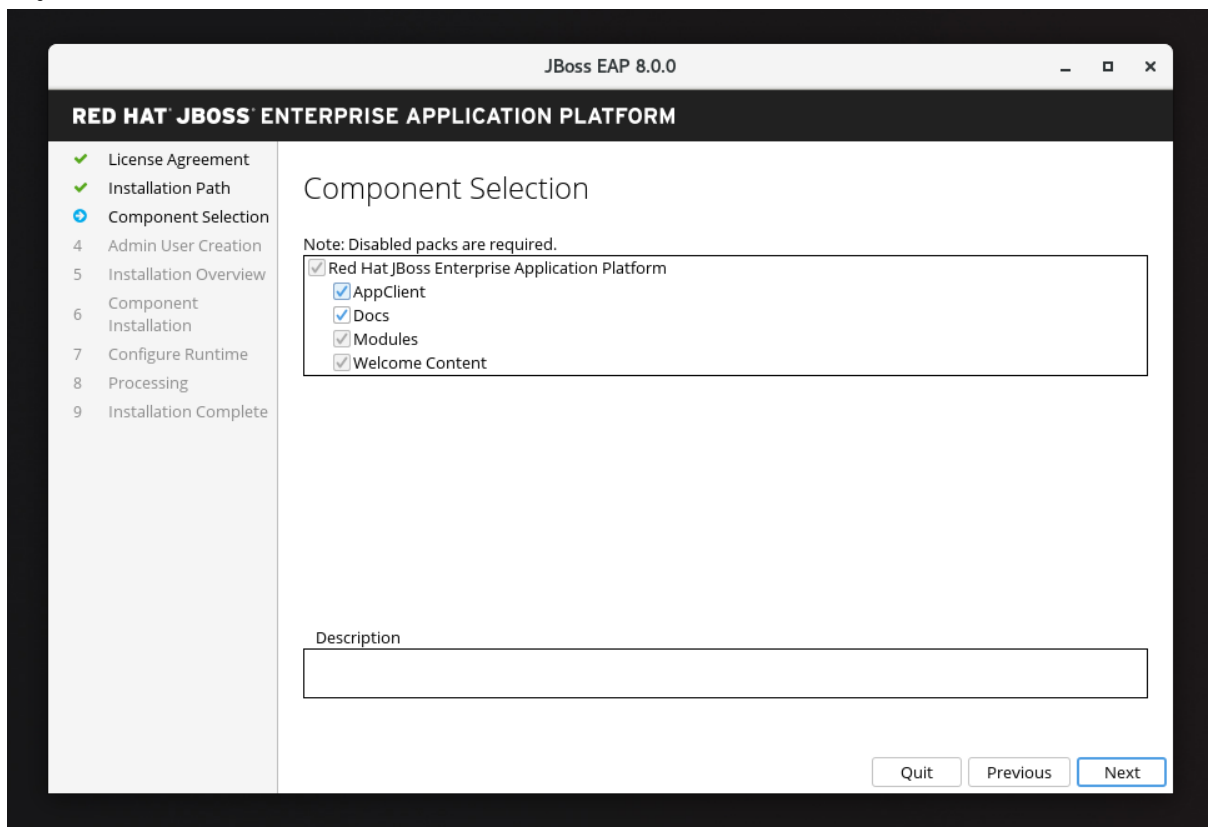 JBoss EAP 8.0.0
RED HAT® JBOSS® ENTERPRISE APPLICATION PLATFORM
License Agreement
Installation Path
Component Selection
4 Admin User Creation
5 Installation Overview
6 Component
Installation
7 Configure Runtime
8 Processing
9 Installation Complete
Component Selection
Note: Disabled packs are required.
Red Hat JBoss Enterprise Application Platform
AppClient
Docs
Modules
Welcome Content
Description
Quit Previous Next